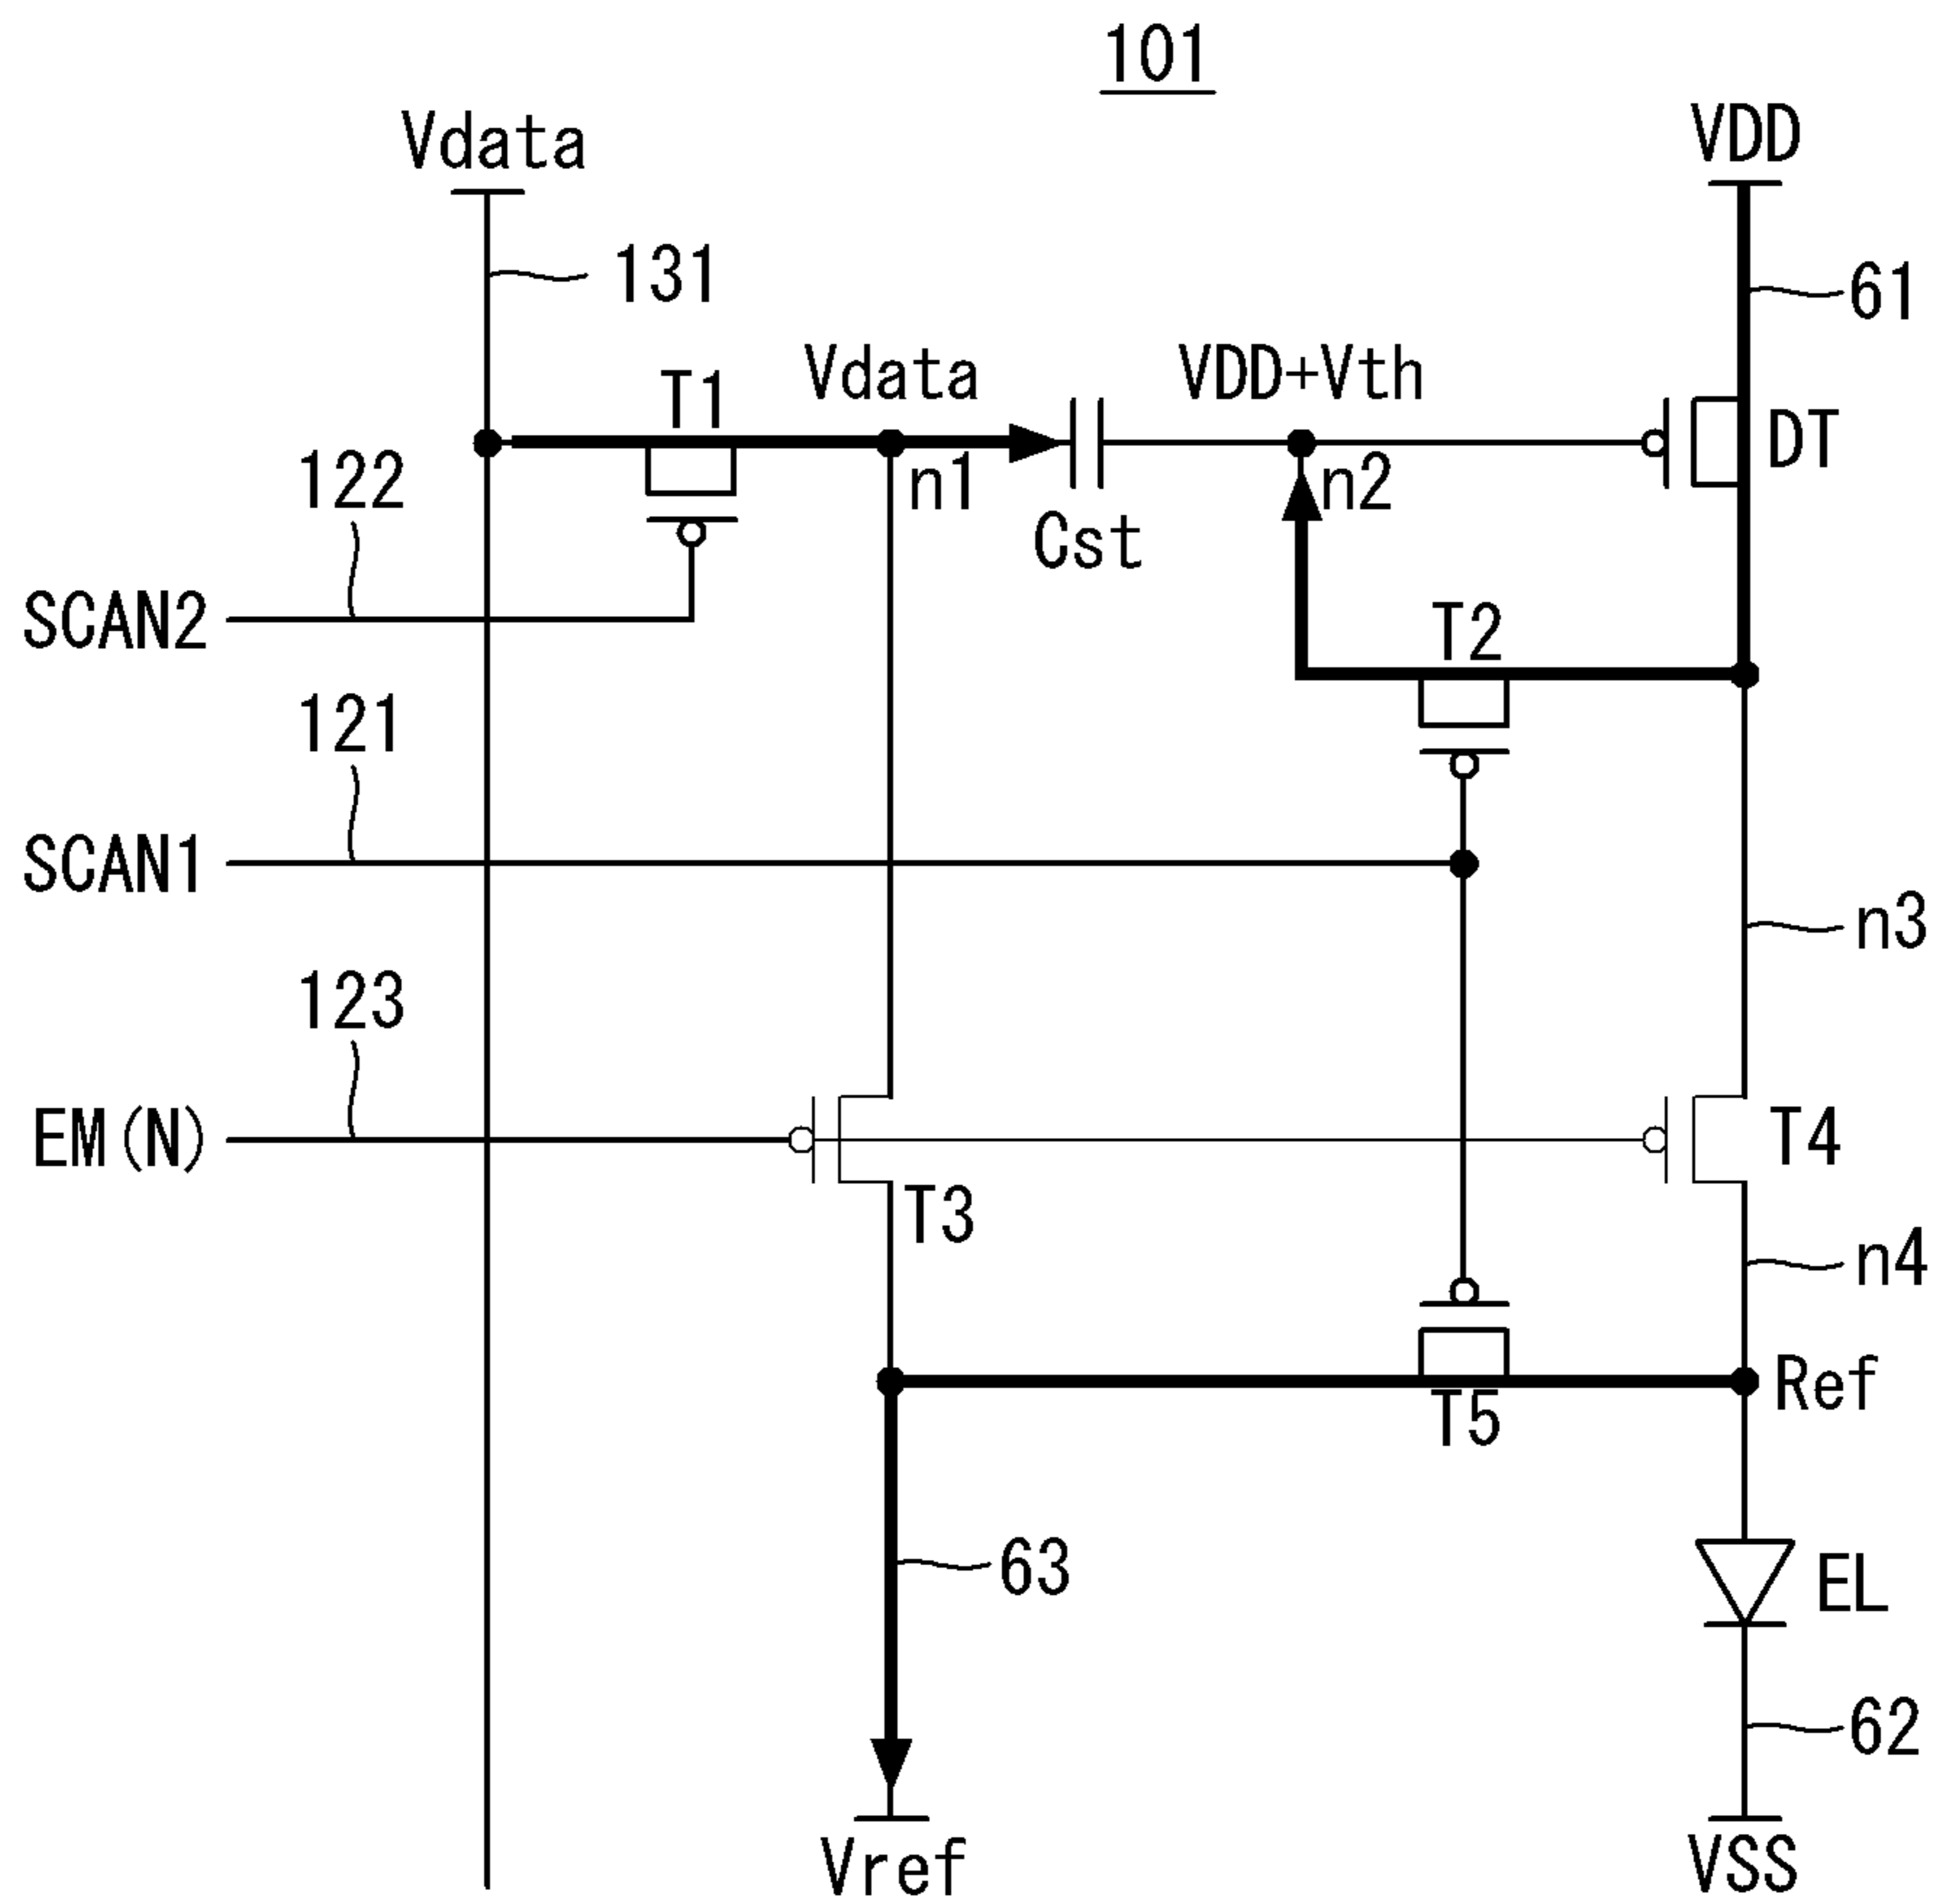 101
Vdata
VDD
131
61
Vdata
VDD+Vth
T1
DT
n1
n2
122
Cst
SCAN2
T2
121
SCAN1
n3
123
EM(N)
T4
T3
n4
Ref
T5
63
EL
62
Vref
VSS